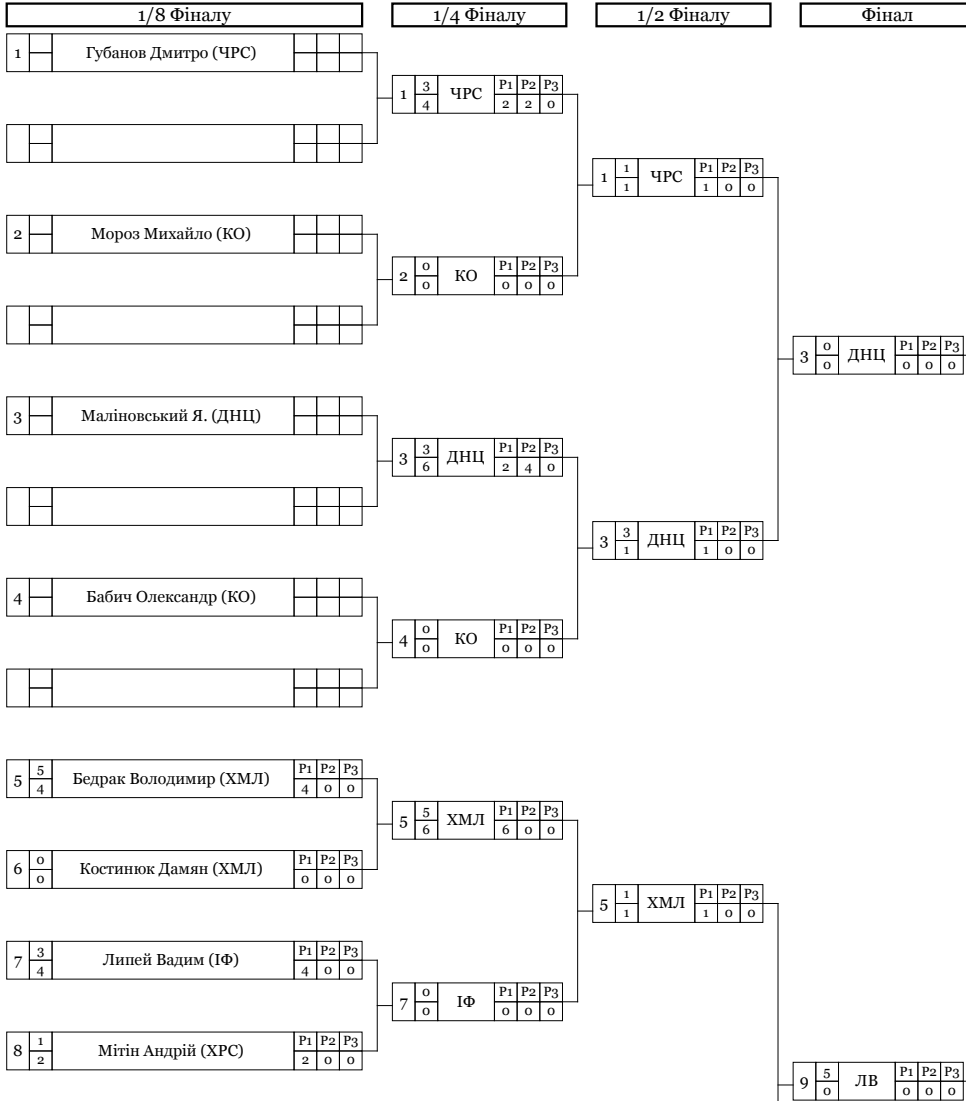 1/8 Фіналу 1/4 Фіналу 1/2 Фіналу Фінал
1 Губанов Дмитро (ЧРС)
1 3 4 ЧРС P1 P2 P3 2 2 0
1 1 1 ЧРС P1 P2 P3 1 0 0
2 Мороз Михайло (КО)
2 0 0 КО P1 P2 P3 0 0 0
3 0 0 ДНЦ P1 P2 P3 0 0 0
3 Маліновський Я. (ДНЦ)
3 3 6 ДНЦ P1 P2 P3 2 4 0
3 3 1 ДНЦ P1 P2 P3 1 0 0
4 Бабич Олександр (КО)
4 0 0 КО P1 P2 P3 0 0 0
5 5 4 Бедрак Володимир (ХМЛ) P1 P2 P3 4 0 0
5 5 6 ХМЛ P1 P2 P3 6 0 0
6 0 0 Костинюк Дамян (ХМЛ) P1 P2 P3 0 0 0
5 1 1 ХМЛ P1 P2 P3 1 0 0
7 3 4 Липей Вадим (ІФ) P1 P2 P3 4 0 0
7 0 0 ІФ P1 P2 P3 0 0 0
8 1 2 Мітін Андрій (ХРС) P1 P2 P3 2 0 0
9 5 0 ЛВ P1 P2 P3 0 0 0